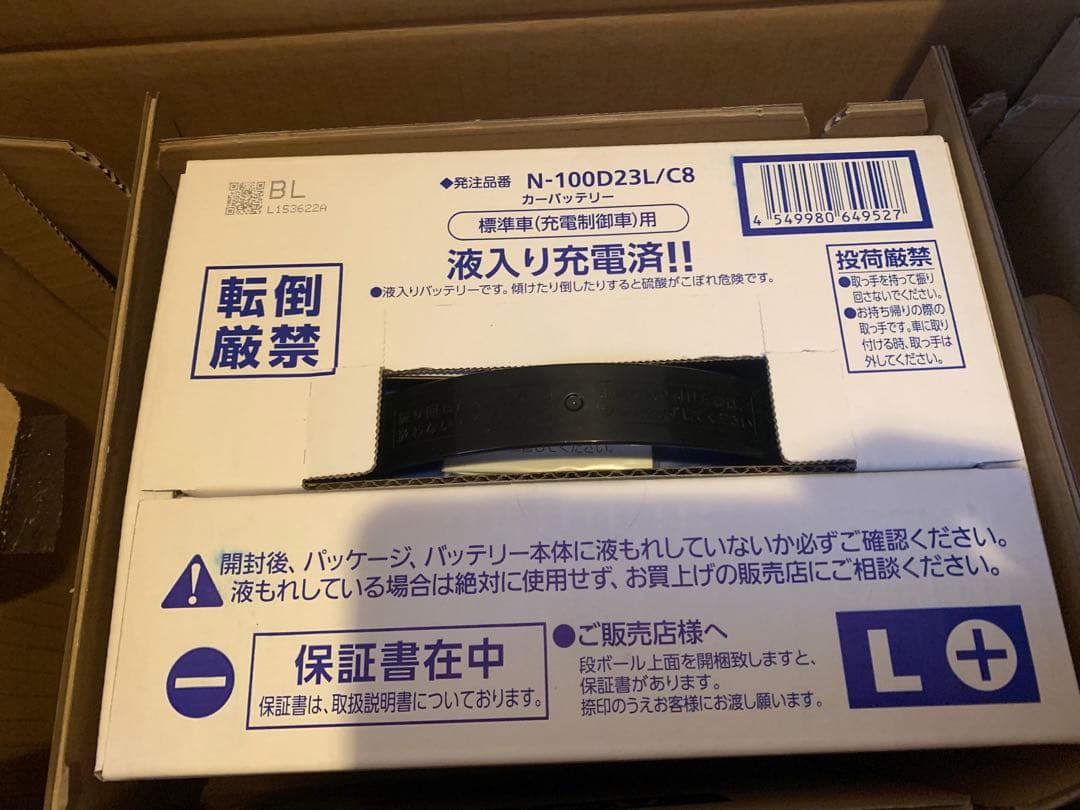 BL
L153622A
◆発注品番 N-100D23L/C8
カーバッテリー
標準車(充電制御車)用
液入り充電済!!
●液入りバッテリーです。傾けたり倒したりすると硫酸がこぼれ危険です。
4 549980 649527
転倒
厳禁
投荷厳禁
●取っ手を持って振り
回さないでください。
●お持ち帰りの際の
取っ手です。車に取り
付ける時、取っ手は
外してください。
開封後、パッケージ、バッテリー本体に液もれしていないか必ずご確認ください。
液もれしている場合は絶対に使用せず、お買上げの販売店にご相談ください。
保証書在中
保証書は、取扱説明書についております。
●ご販売店様へ
段ボール上面を開梱致しますと、
保証書があります。
捺印のうえお客様にお渡し願います。
L+